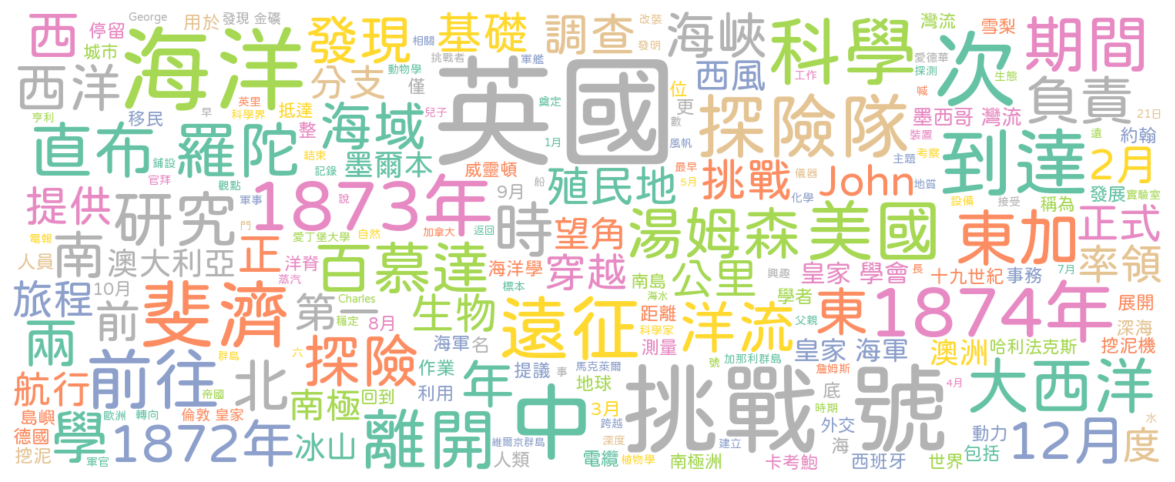 西
停留
George
用於
發現 金礦
相關
基礎
調查
改裝
發明
海峽
科學
灣流
雪梨
次
期間
城市
海洋
發現
動物學
挑戰者
軍艦
英國
西風
工作
愛德華
探測
生態
西洋
亨利
早
英里
科學界
抵達
分支
僅
兒子
奠定
位
更
數
探險隊
喊
墨西哥 灣流
負責
21日
移民
整
海域
1月
風帆
裝置
考察
遠
約翰
直布 羅陀
鋪設
官拜
觀點
結束
記錄
墨爾本
威靈頓
最早
儀器
主題
到達
2月
提供
1873年
9月
船
殖民地
5月
挑戰
化學
John
地質
設備
接受
稱為
發展
實驗室
研究
軍事
門
說
愛丁堡大學
自然
加拿大
返回
時
望角
湯姆森
美國
東加
正式
電報
人員
南
澳大利亞
正
洋背
蒸汽
百慕達
海洋學
標本
穿越
南島
公里
興趣
皇家 學會
長
十九世紀
事務
7月
率領
旅程
10月
斐濟
第一
Charles
穩定
8月
生物
遠征
海水
距離
科學家
測量
洋流
學者
父親
東
1874年
展開
深海
兩
前
前往
群島
北
六
探險
海軍
名
作業
提議
事
馬克萊爾
號
地球
加那利群島
詹姆斯
皇家 海軍
澳洲
哈利法克斯
挖泥機
航行
帝國
南極
回到
利用
年
中
3月
跨越
挑戰號
底
時期
4月
大西洋
島嶼
歐洲
轉向
倫敦 皇家
德國
挖泥
學
軍官
1872年
冰山
離開
維爾京群島
人類
深度
電纜
植物學
建立
南極洲
卡考鮑
外交
海
西班牙
動力
世界
包括
12月
水
度